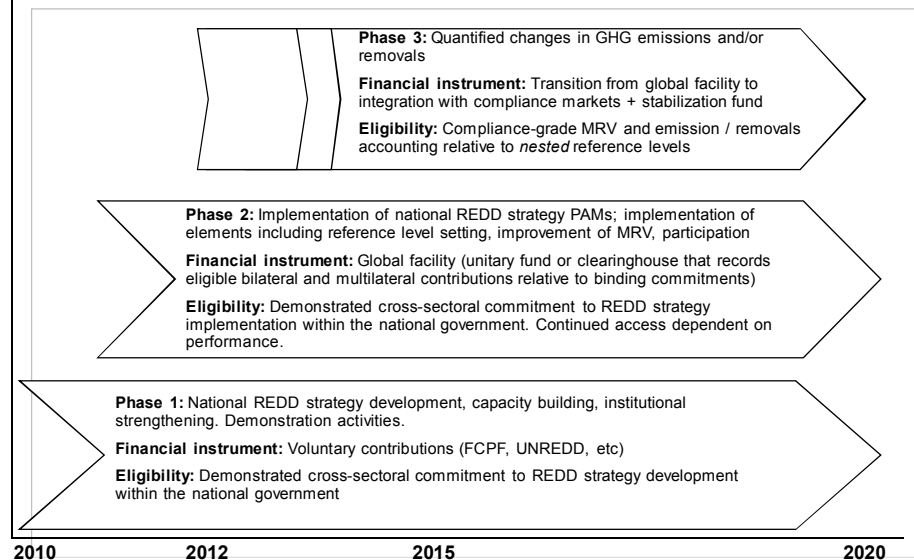 Phase 3: Quantified changes in GHG emissions and/or
removals
Financial instrument: Transition from global facility to
integration with compliance markets + stabilization fund
Eligibility: Compliance-grade MRV and emission / removals
accounting relative to nested reference levels
Phase 2: Implementation of national REDD strategy PAMs; implementation of
elements including reference level setting, improvement of MRV, participation
Financial instrument: Global facility (unitary fund or clearinghouse that records
eligible bilateral and multilateral contributions relative to binding commitments)
Eligibility: Demonstrated cross-sectoral commitment to REDD strategy
implementation within the national government. Continued access dependent on
performance.
Phase 1: National REDD strategy development, capacity building, institutional
strengthening. Demonstration activities.
Financial instrument: Voluntary contributions (FCPF, UNREDD, etc)
Eligibility: Demonstrated cross-sectoral commitment to REDD strategy development
within the national government
2010 2012 2015 2020